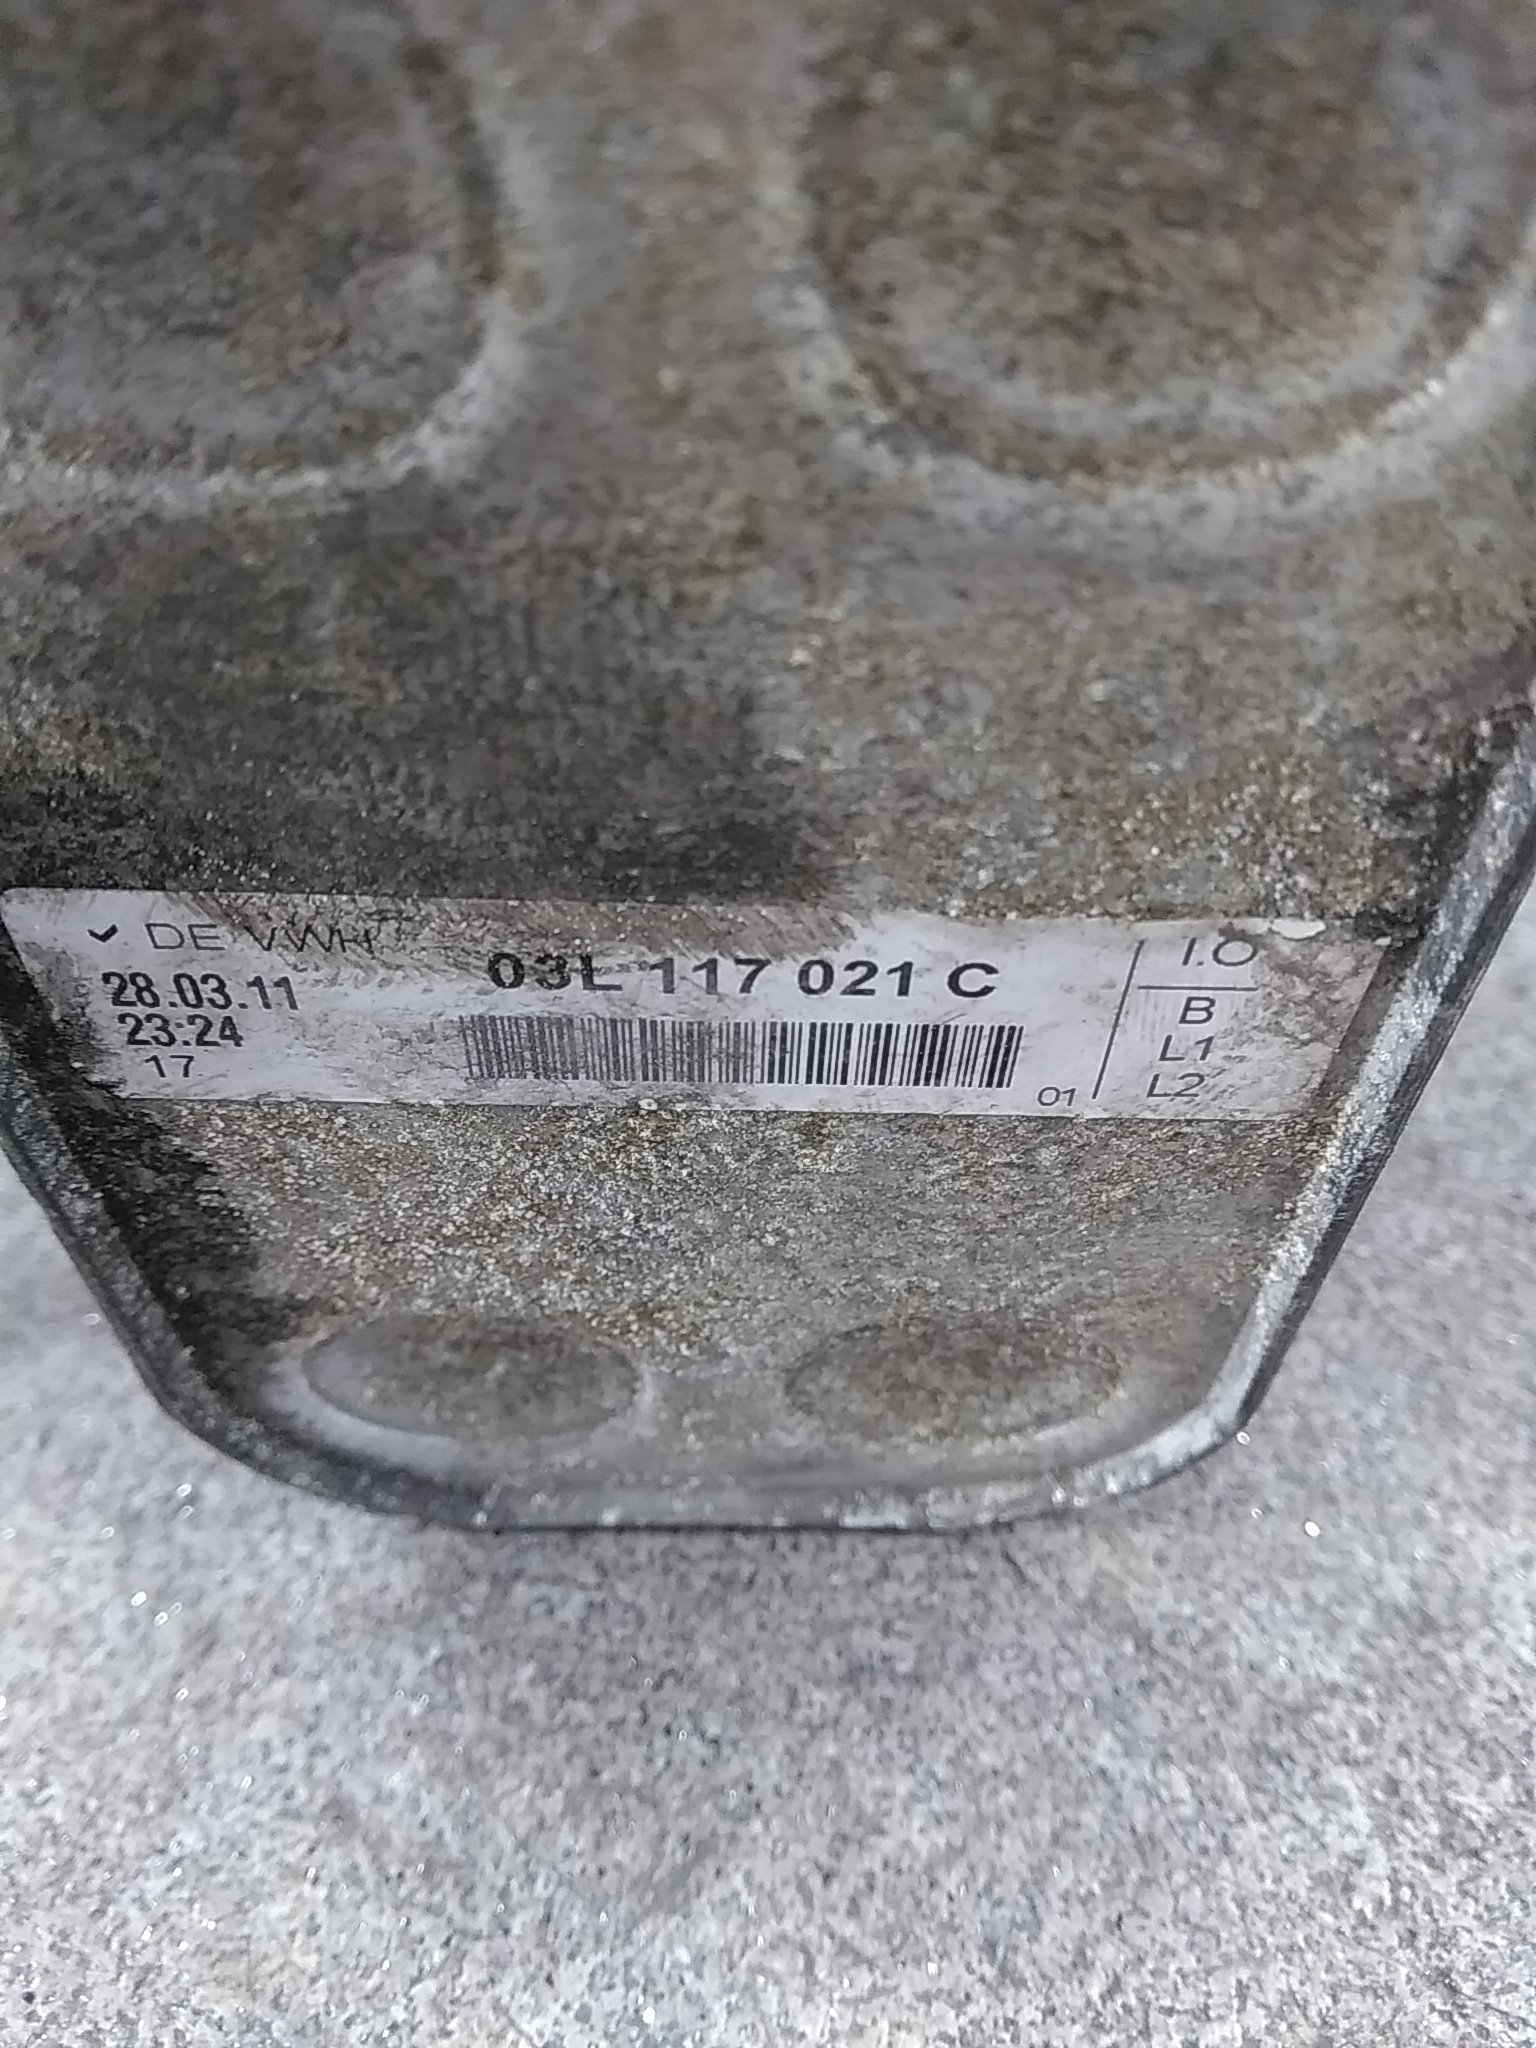 DE VWH
28.03.11
23:24
17
03L 117 021 C
01
I.O
B
L1
L2